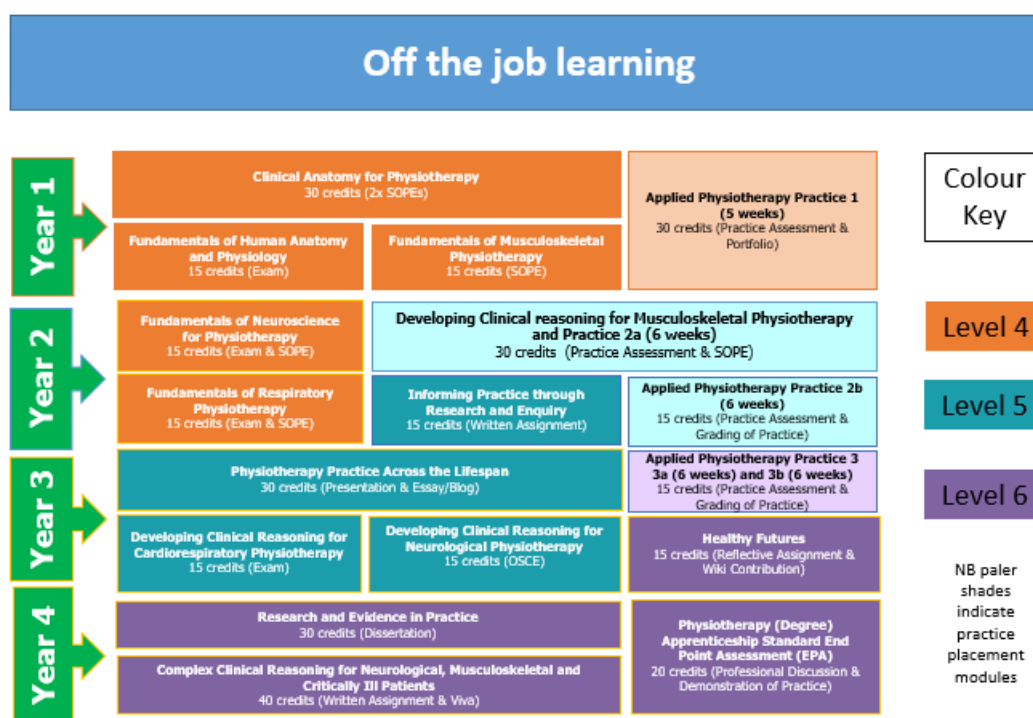 Off the job learning
Year 1
Clinical Anatomy for Physiotherapy
30 credits (2x SOPEs)
Applied Physiotherapy Practice 1
(5 weeks)
30 credits (Practice Assessment &
Portfolio)
Fundamentals of Human Anatomy
and Physiology
15 credits (Exam)
Fundamentals of Musculoskeletal
Physiotherapy
15 credits (SOPE)
Year 2
Fundamentals of Neuroscience
for Physiotherapy
15 credits (Exam & SOPE)
Developing Clinical reasoning for Musculoskeletal Physiotherapy
and Practice 2a (6 weeks)
30 credits (Practice Assessment & SOPE)
Fundamentals of Respiratory
Physiotherapy
15 credits (Exam & SOPE)
Informing Practice through
Research and Enquiry
15 credits (Written Assignment)
Applied Physiotherapy Practice 2b
(6 weeks)
15 credits (Practice Assessment &
Grading of Practice)
Year 3
Physiotherapy Practice Across the Lifespan
30 credits (Presentation & Essay/Blog)
Applied Physiotherapy Practice 3
3a (6 weeks) and 3b (6 weeks)
15 credits (Practice Assessment &
Grading of Practice)
Developing Clinical Reasoning for
Cardiorespiratory Physiotherapy
15 credits (Exam)
Developing Clinical Reasoning for
Neurological Physiotherapy
15 credits (OSCE)
Healthy Futures
15 credits (Reflective Assignment &
Wiki Contribution)
Year 4
Research and Evidence in Practice
30 credits (Dissertation)
Complex Clinical Reasoning for Neurological, Musculoskeletal and
Critically Ill Patients
40 credits (Written Assignment & Viva)
Physiotherapy (Degree)
Apprenticeship Standard End
Point Assessment (EPA)
20 credits (Professional Discussion &
Demonstration of Practice)
Colour
Key
Level 4
Level 5
Level 6
NB paler
shades
indicate
practice
placement
modules